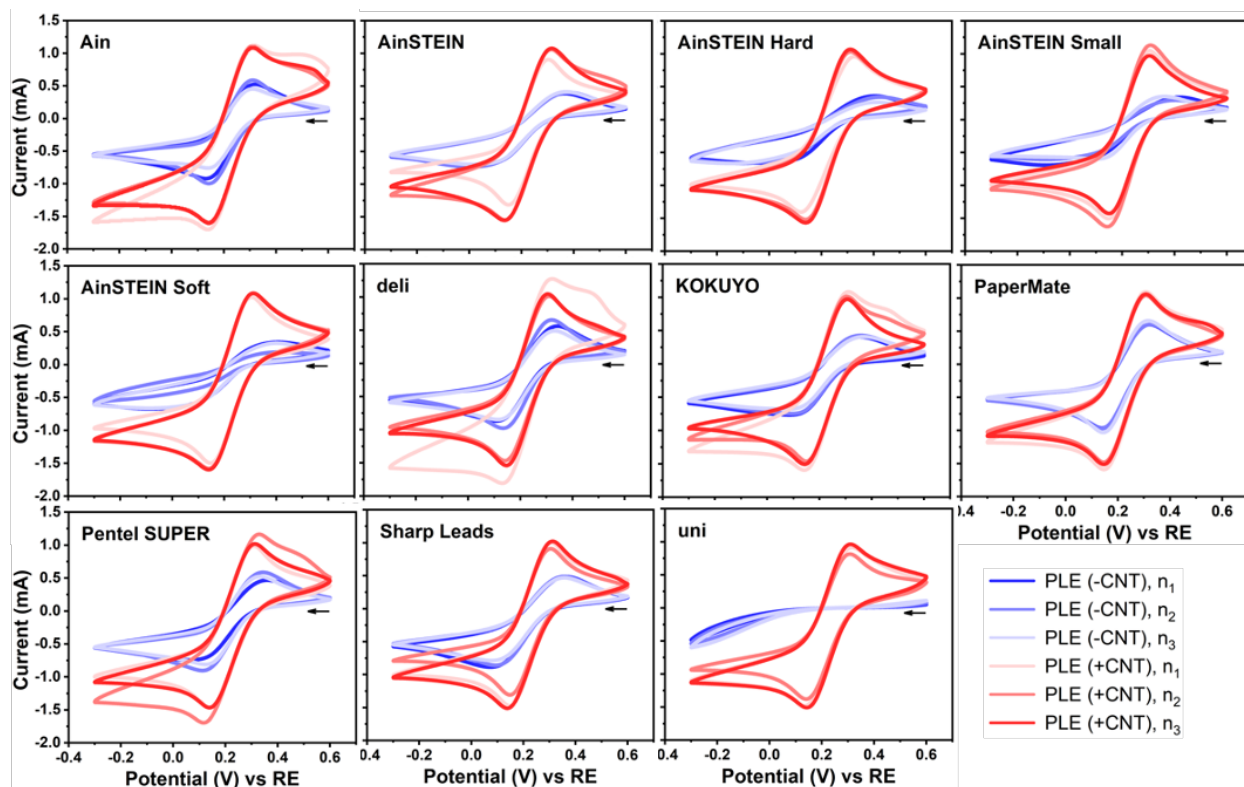 Ain
AinSTEIN
AinSTEIN Hard
AinSTEIN Small
1.5
1.0
0.5
0.0
-0.5
-1.0
-1.5
-2.0
Current (mA)
AinSTEIN Soft
deli
KOKUYO
PaperMate
1.5
1.0
0.5
0.0
-0.5
-1.0
-1.5
-2.0
Current (mA)
-0.2 0.0 0.2 0.4 0.6
Potential (V) vs RE
Pentel SUPER
Sharp Leads
uni
1.5
1.0
0.5
0.0
-0.5
-1.0
-1.5
-2.0
Current (mA)
-0.4 -0.2 0.0 0.2 0.4 0.6
0.4 -0.2 0.0 0.2 0.4 0.6
0.4 -0.2 0.0 0.2 0.4 0.6
Potential (V) vs RE
Potential (V) vs RE
Potential (V) vs RE
PLE (-CNT), n₁
PLE (-CNT), n₂
PLE (-CNT), n₃
PLE (+CNT), n₁
PLE (+CNT), n₂
PLE (+CNT), n₃